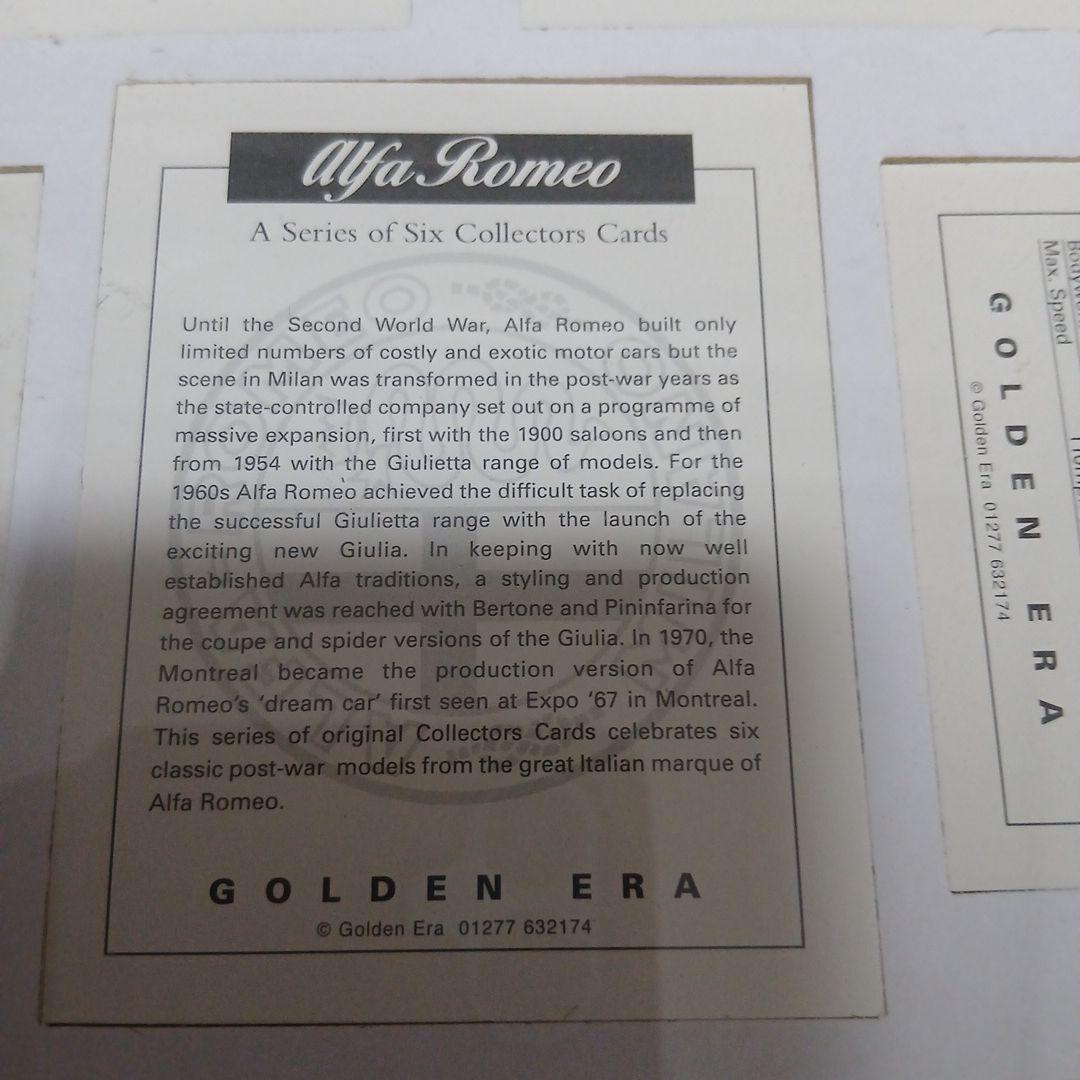 Alfa Romeo
A Series of Six Collectors Cards
Until the Second World War, Alfa Romeo built only
limited numbers of costly and exotic motor cars but the
scene in Milan was transformed in the post-war years as
the state-controlled company set out on a programme of
massive expansion, first with the 1900 saloons and then
from 1954 with the Giulietta range of models. For the
1960s Alfa Romeo achieved the difficult task of replacing
the successful Giulietta range with the launch of the
exciting new Giulia. In keeping with now well
established Alfa traditions, a styling and production
agreement was reached with Bertone and Pininfarina for
the coupe and spider versions of the Giulia. In 1970, the
Montreal became the production version of Alfa
Romeo's 'dream car' first seen at Expo '67 in Montreal.
This series of original Collectors Cards celebrates six
classic post-war models from the great Italian marque of
Alfa Romeo.
GOLDEN ERA
© Golden Era 01277 632174
Max. Speed
GOLDEN ERA
© Golden Era 01277 632174